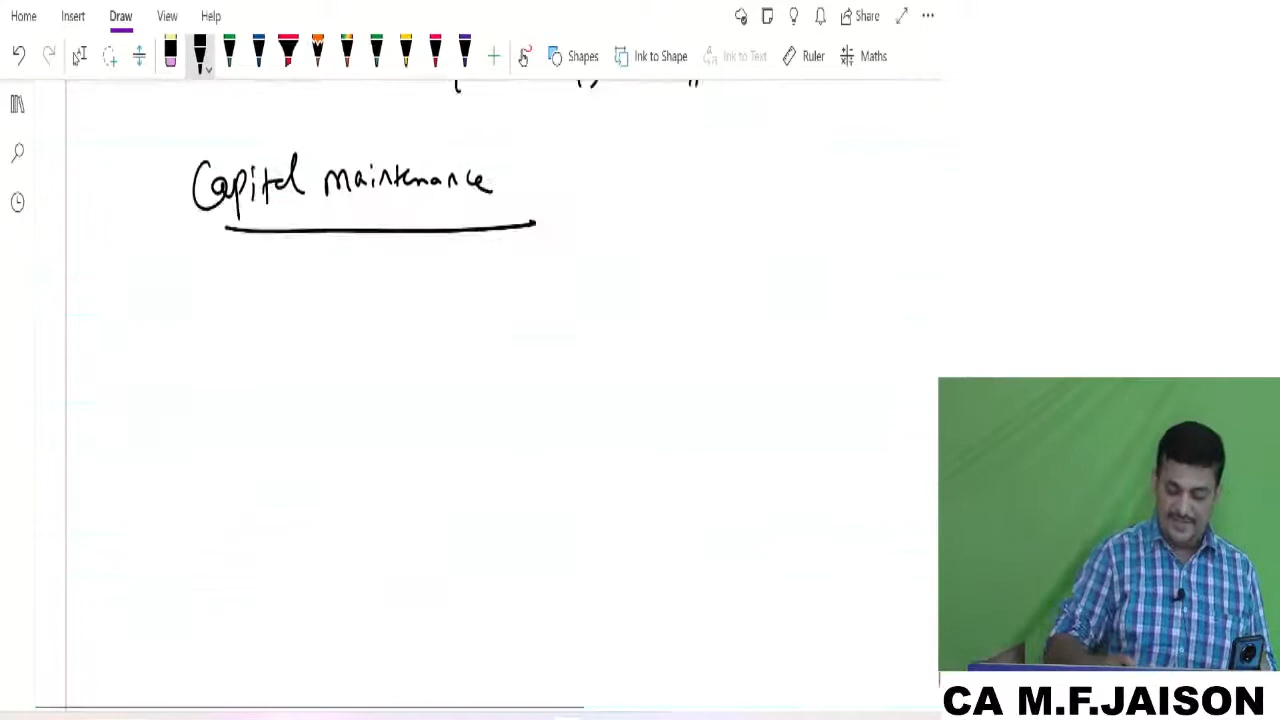 Home Insert Draw View Help Share
Shapes Ink to Shape Ink to Text Ruler Maths
Capital maintenance
CA M.F.JAISON